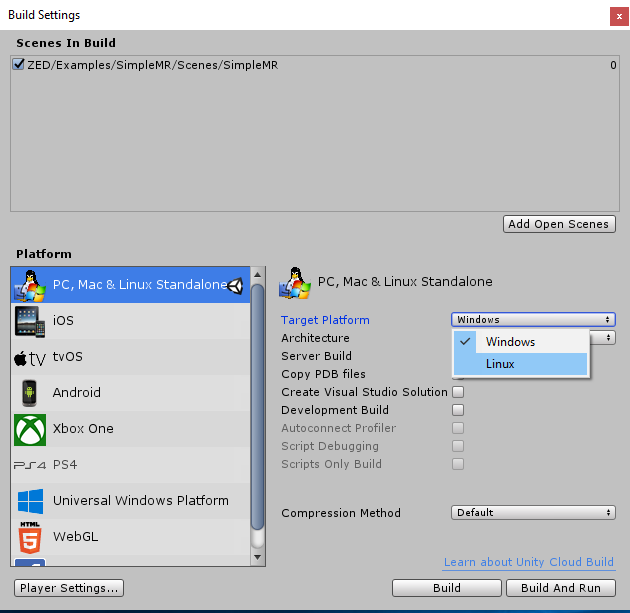 Build Settings
x
Scenes In Build
ZED/Examples/SimpleMR/Scenes/SimpleMR 0
Add Open Scenes
Platform
PC, Mac & Linux Standalone
iOS
tv tvOS
Android
Xbox One
PS4 PS4
Universal Windows Platform
HTML
5 WebGL
Player Settings...
PC, Mac & Linux Standalone
Target Platform Windows
Windows
Linux
Architecture
Server Build
Copy PDB files
Create Visual Studio Solution
Development Build
Autoconnect Profiler
Script Debugging
Scripts Only Build
Compression Method Default
Learn about Unity Cloud Build
Build Build And Run